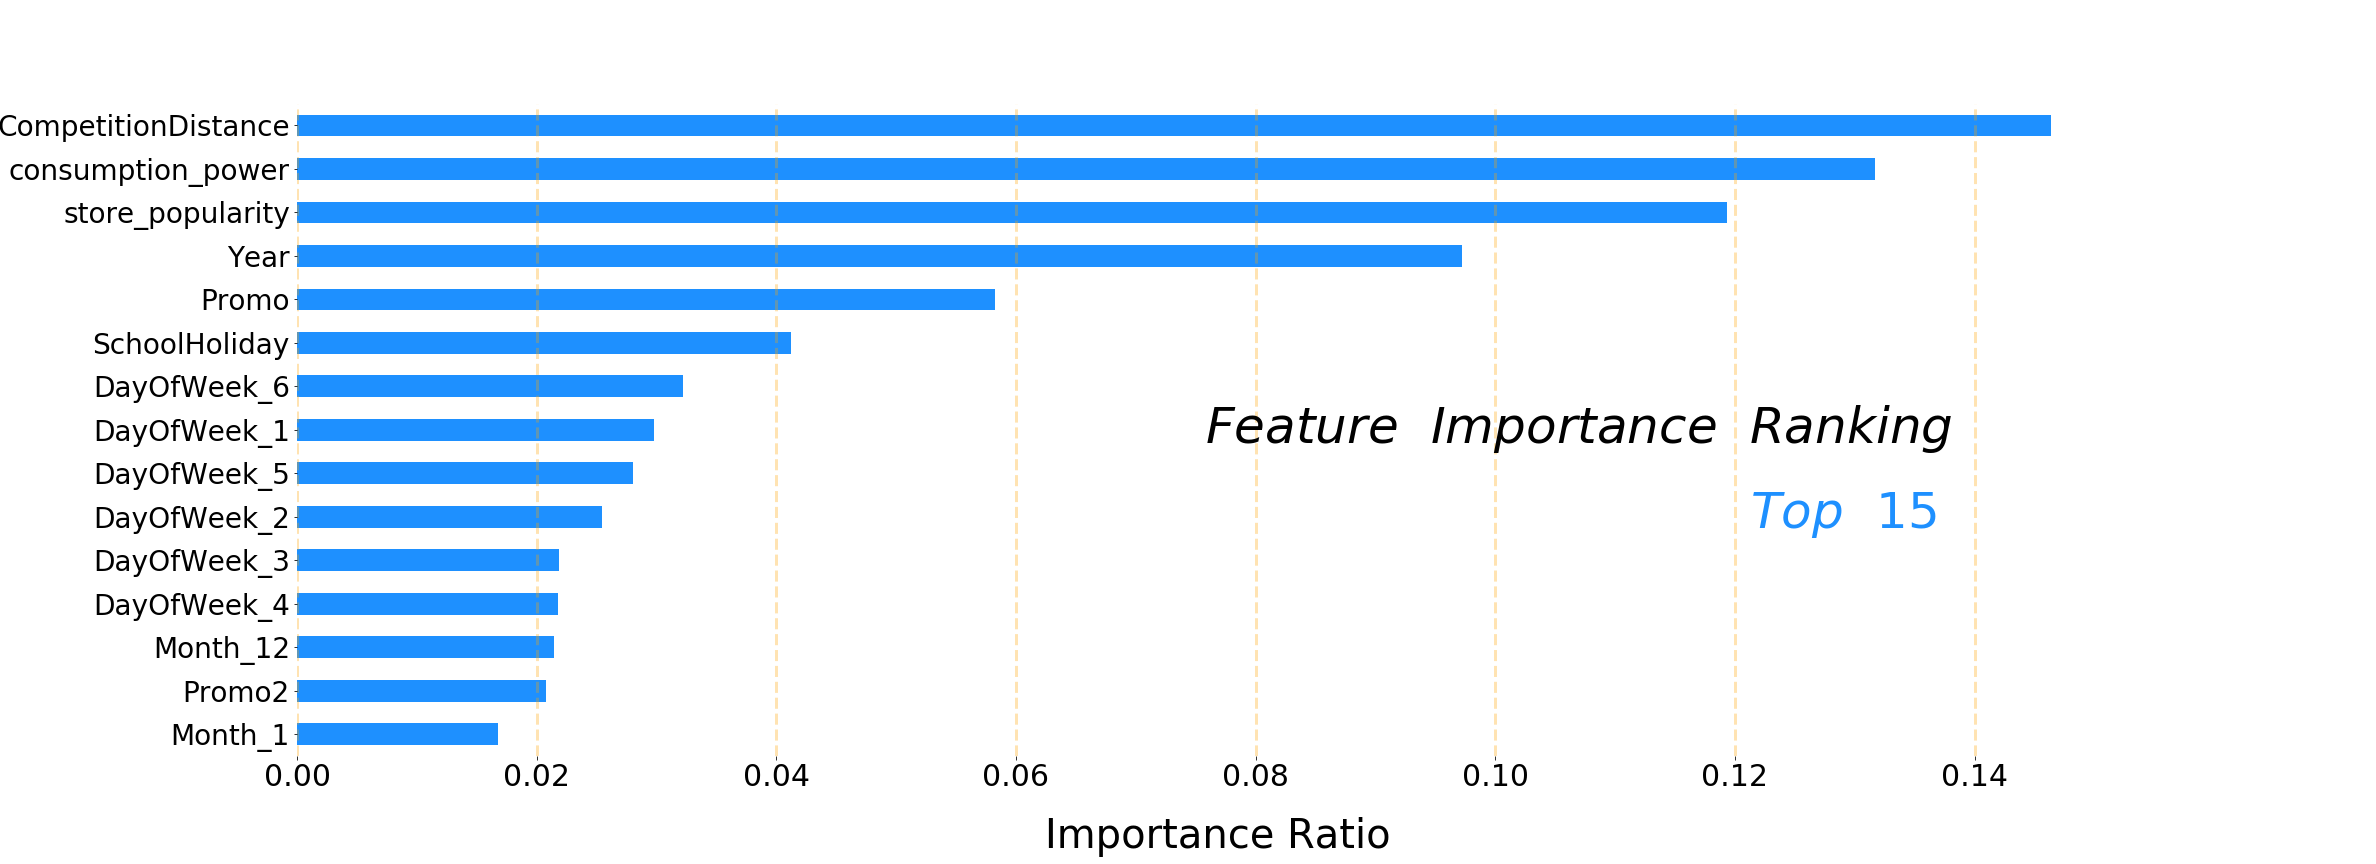 CompetitionDistance
consumption_power
store_popularity
Year
Promo
SchoolHoliday
DayOfWeek_6
DayOfWeek_1
Feature Importance Ranking
DayOfWeek_5
DayOfWeek_2
Top 15
DayOfWeek_3
DayOfWeek_4
Month_12
Promo2
Month_1
0.00 0.02 0.04 0.06 0.08 0.10 0.12 0.14
Importance Ratio